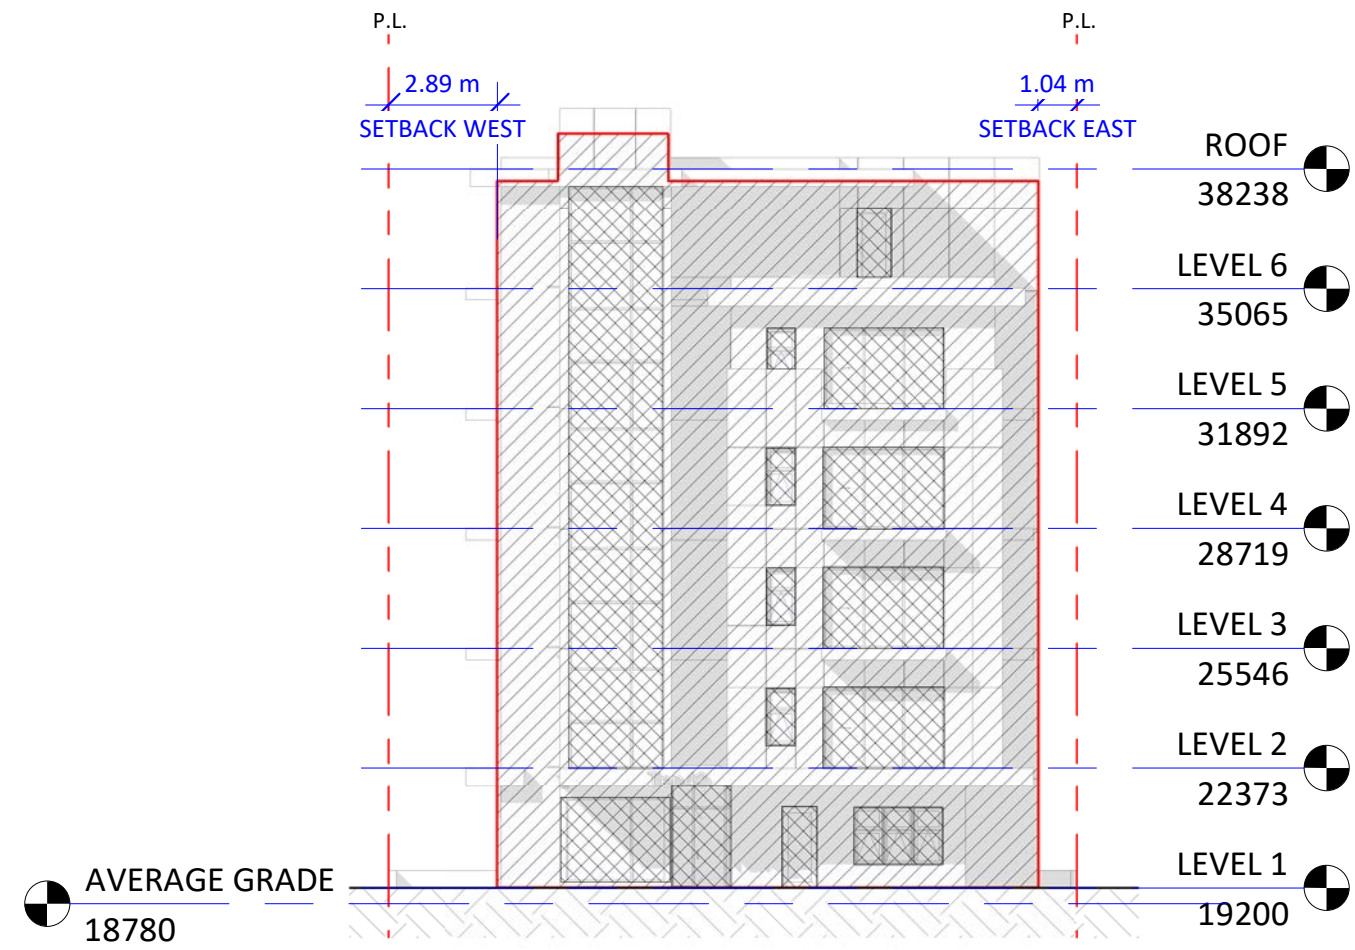 P.L.
P.L.
2.89 m
1.04 m
SETBACK WEST
SETBACK EAST
ROOF
38238
LEVEL 6
35065
LEVEL 5
31892
LEVEL 4
28719
LEVEL 3
25546
LEVEL 2
22373
LEVEL 1
19200
AVERAGE GRADE
18780